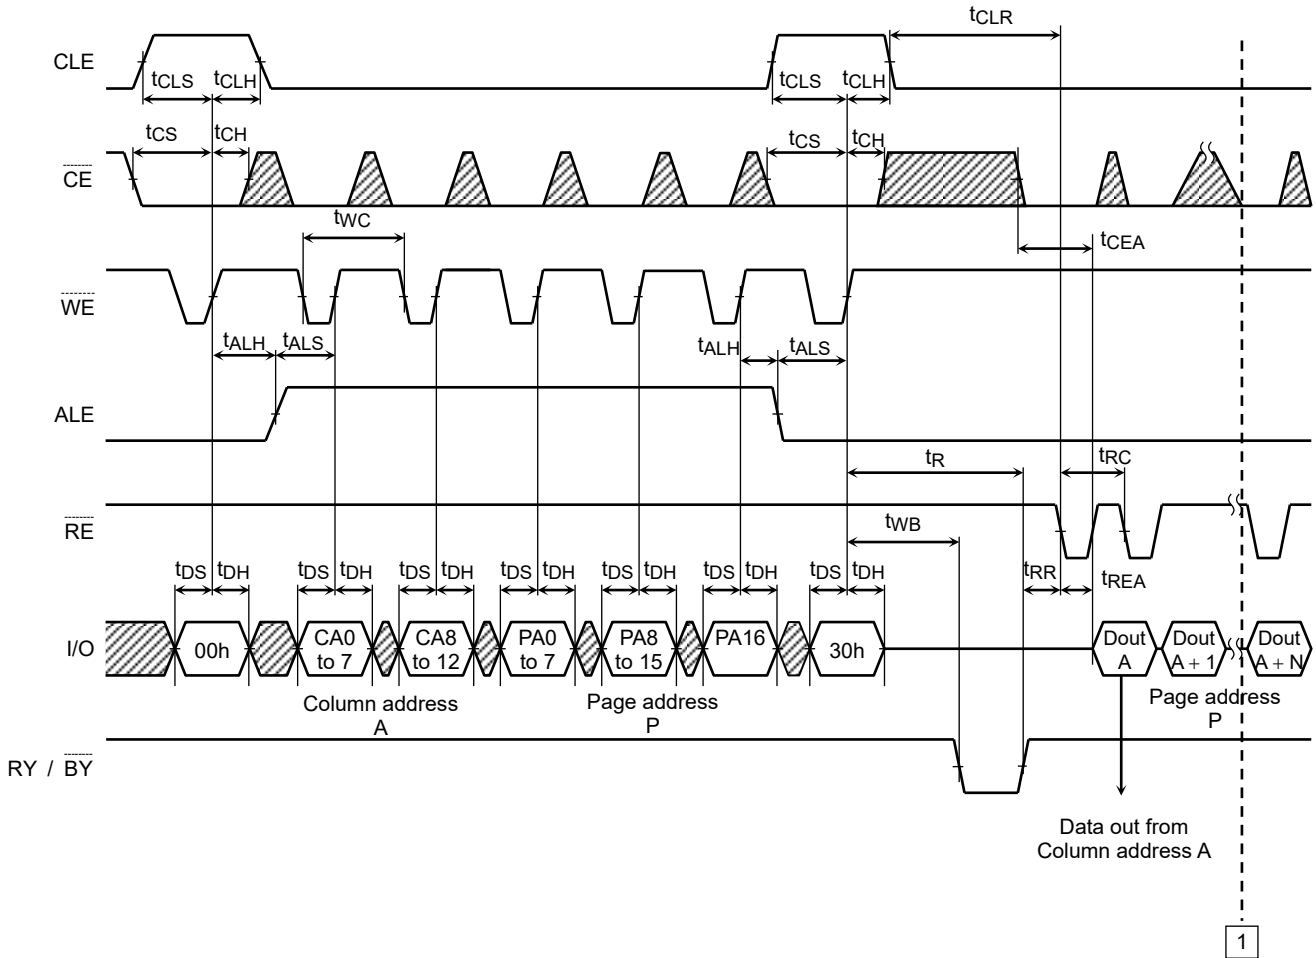 tCLR
CLE
tCLS tCLH tCLS tCLH
tCS tCH tCS tCH
CE
tWC
tCEA
WE
tALH tALS tALH tALS
ALE
tR tRC
RE
tWB
tDS tDH tDS tDH tDS tDH tDS tDH tDS tDH tDS tDH tDS tDH tRR tREA
I/O 00h CA0 to 7 CA8 to 12 PA0 to 7 PA8 to 15 PA16 30h Dout A Dout A + 1 Dout A + N
Column address Page address Page address
A P P
RY / BY
Data out from
Column address A
1